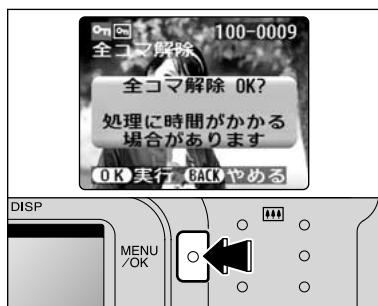 100-0009
全コマ解除
全コマ解除 OK?
処理に時間がかかる
場合があります
OK 実行 BACK やめる
DISP
MENU
/OK